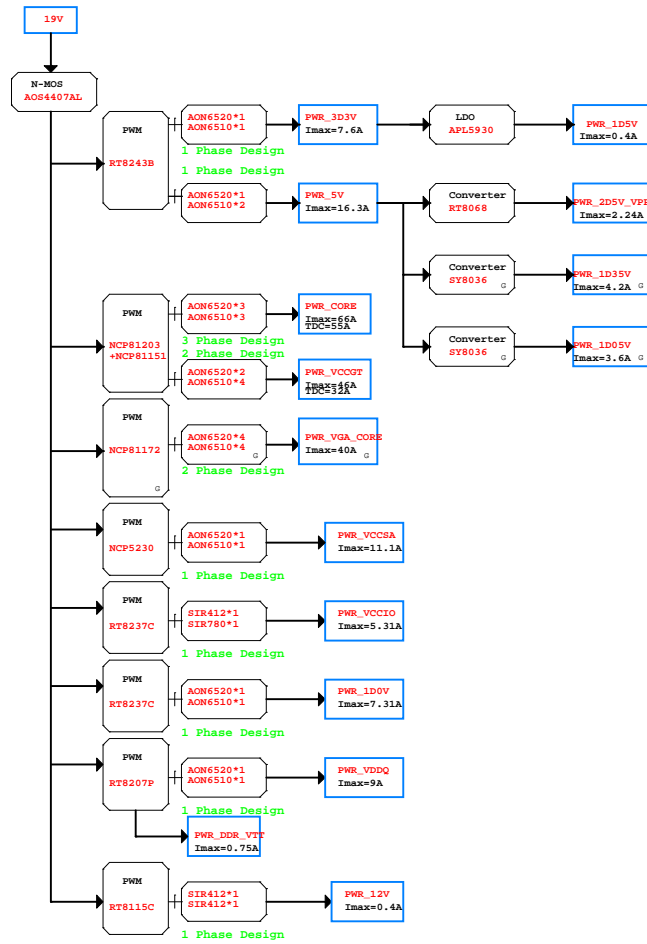 19V
N-MOS
AOS4407AL
PWM
RT8243B
AON6520*1
AON6510*1
1 Phase Design
PWR_3D3V
Imax=7.6A
LDO
APL5930
PWR_1D5V
Imax=0.4A
1 Phase Design
AON6520*1
AON6510*2
PWR_5V
Imax=16.3A
Converter
RT8068
PWR_2D5V_VPP
Imax=2.24A
Converter
SY8036
G
PWR_1D35V
Imax=4.2A
G
Converter
SY8036
G
PWR_1D05V
Imax=3.6A
G
PWM
NCP81203
+NCP81151
AON6520*3
AON6510*3
3 Phase Design
PWR_CORE
Imax=66A
TDC=55A
2 Phase Design
AON6520*2
AON6510*4
PWR_VCCGT
Imax=46A
TDC=32A
PWM
NCP81172
G
AON6520*4
AON6510*4
G
2 Phase Design
PWR_VGA_CORE
Imax=40A
G
PWM
NCP5230
AON6520*1
AON6510*1
1 Phase Design
PWR_VCCSA
Imax=11.1A
PWM
RT8237C
SIR412*1
SIR780*1
1 Phase Design
PWR_VCCIO
Imax=5.31A
PWM
RT8237C
AON6520*1
AON6510*1
1 Phase Design
PWR_1D0V
Imax=7.31A
PWM
RT8207P
AON6520*1
AON6510*1
1 Phase Design
PWR_VDDQ
Imax=9A
PWR_DDR_VTT
Imax=0.75A
PWM
RT8115C
SIR412*1
SIR412*1
1 Phase Design
PWR_12V
Imax=0.4A